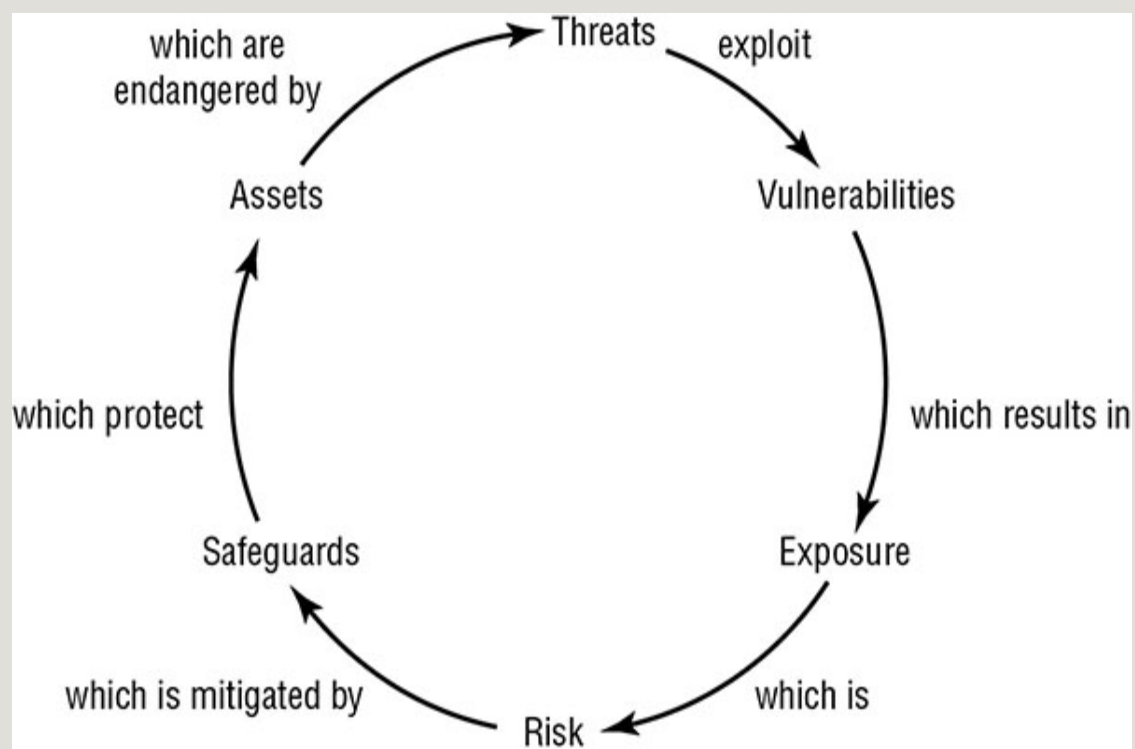 Threats
exploit
Vulnerabilities
which results in
Exposure
which is
Risk
which is mitigated by
Safeguards
which protect
Assets
which are
endangered by